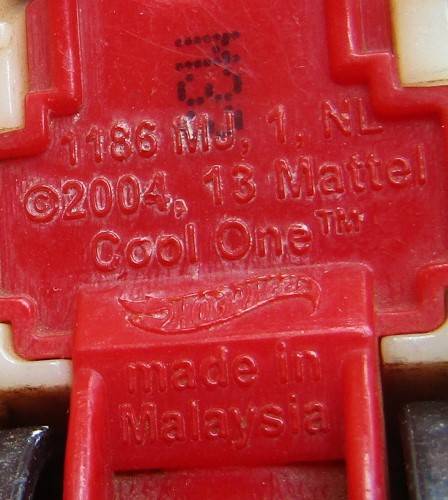 1186 MJ, 1, NL
©2004, 13 Mattel
Cool One™
Hot Wheels
made in
Malaysia